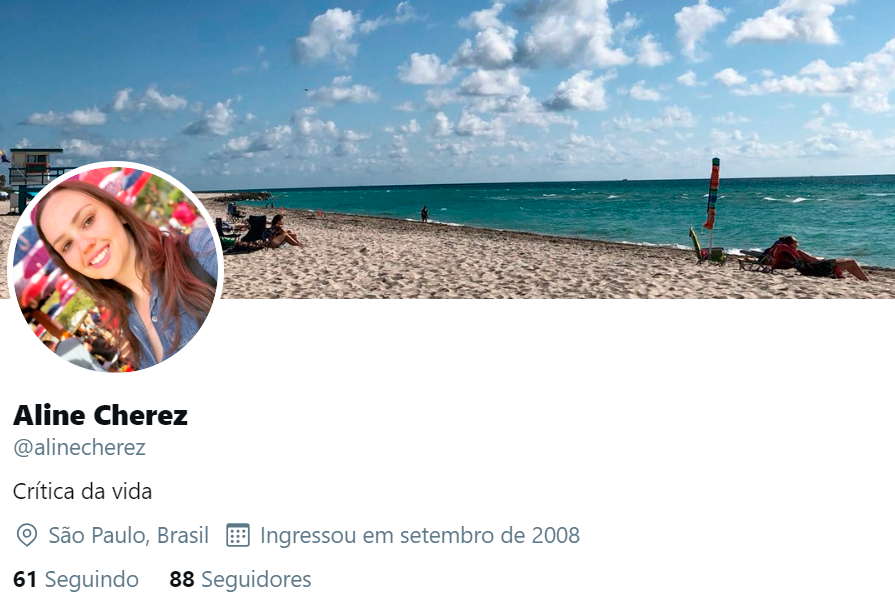 Aline Cherez
@alinecherez
Crítica da vida
São Paulo, Brasil Ingressou em setembro de 2008
61 Seguindo 88 Seguidores